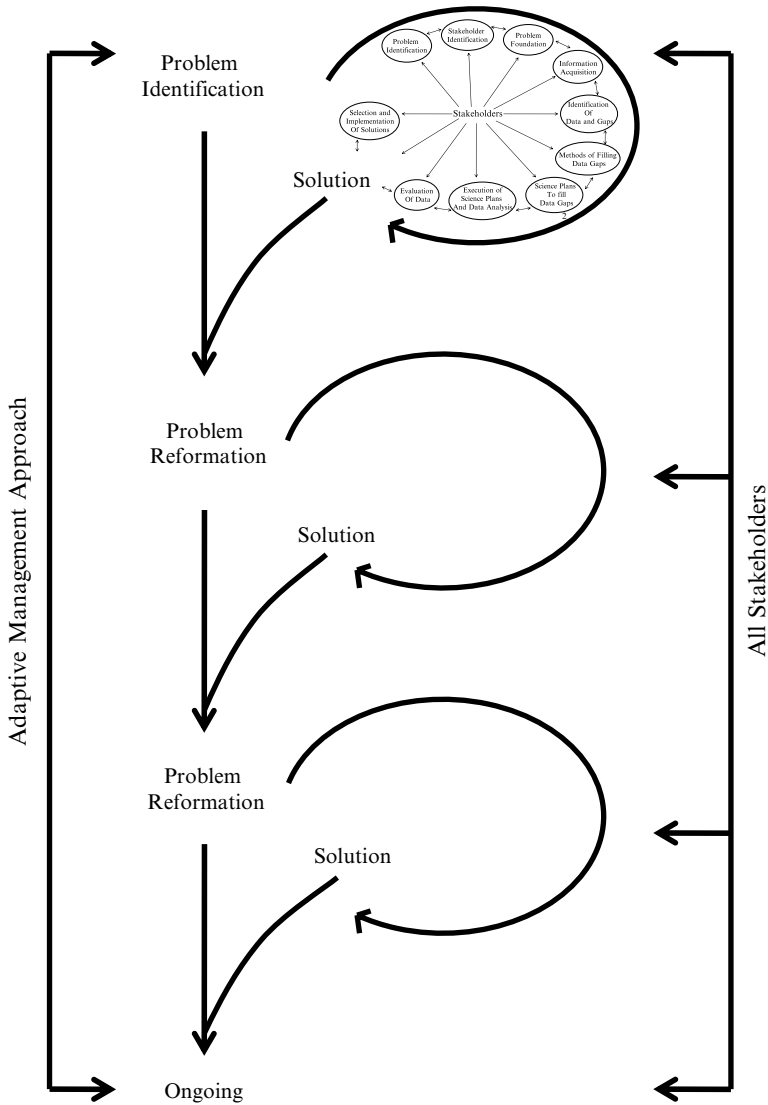 Problem
Identification
Problem
Identification
Stakeholder
Identification
Problem
Foundation
Information
Acquisition
Identification
Of
Data and Gaps
Methods of Filling
Data Gaps
Science Plans
To fill
Data Gaps
2
Execution of
Science Plans
And Data Analysis
Evaluation
Of Data
Selection and
Implementation
Of Solutions
Stakeholders
Solution
Problem
Reformation
Solution
Problem
Reformation
Solution
Ongoing
Adaptive Management Approach
All Stakeholders